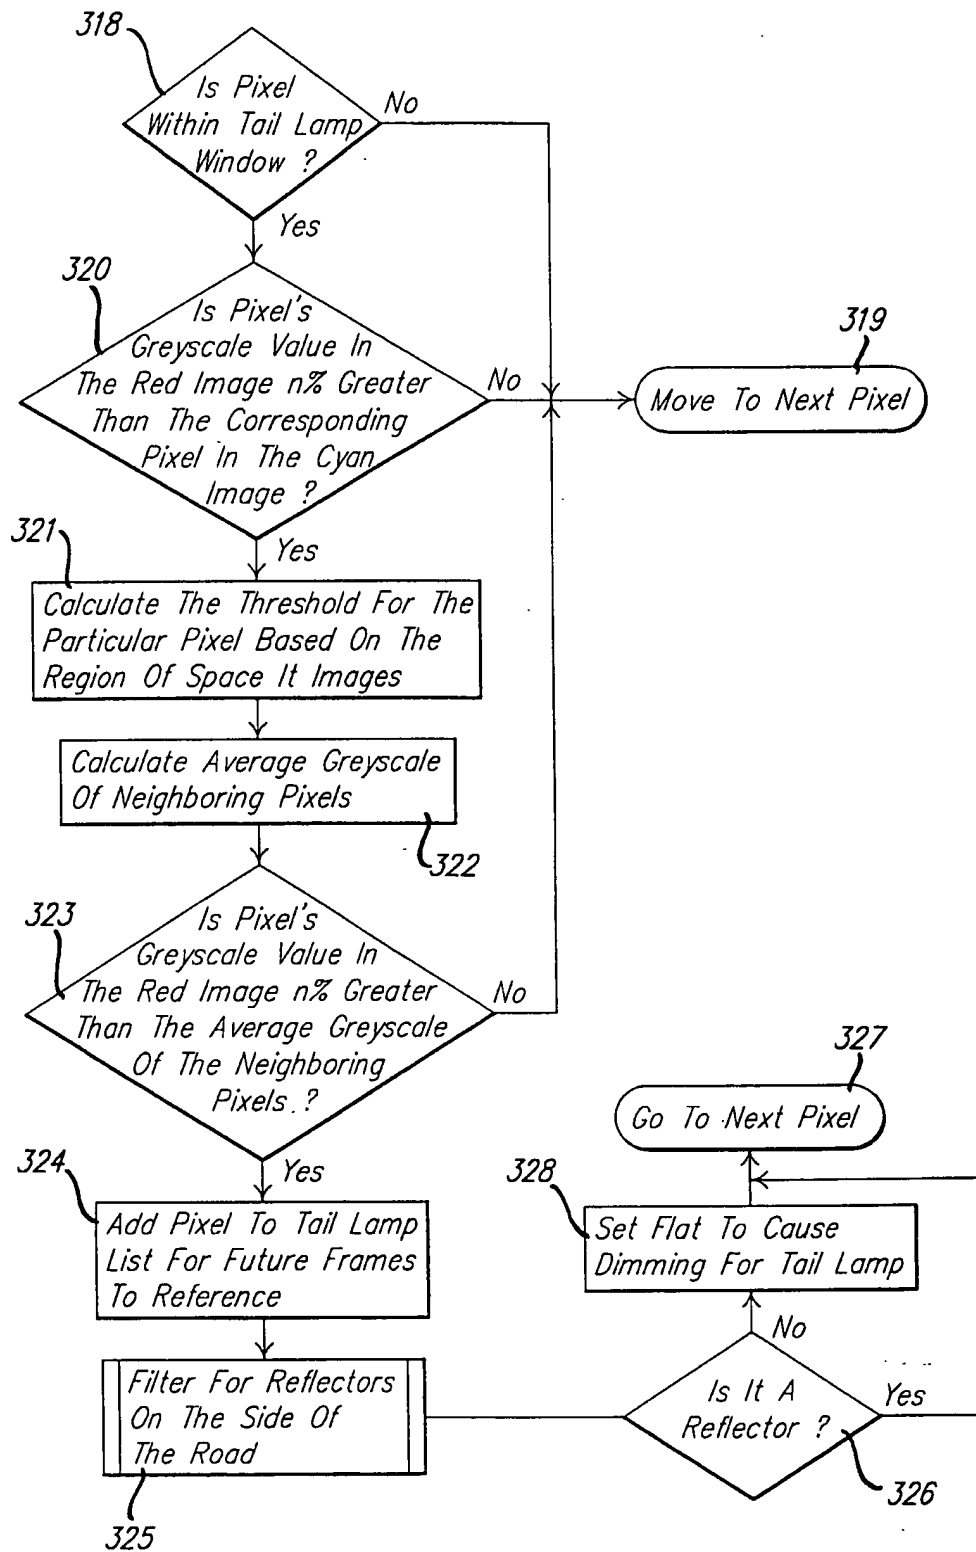 318
Is Pixel
Within Tail Lamp
Window ?
No
Yes
320
Is Pixel's
Greyscale Value In
The Red Image n% Greater
Than The Corresponding
Pixel In The Cyan
Image ?
No
319
Move To Next Pixel
Yes
321
Calculate The Threshold For The
Particular Pixel Based On The
Region Of Space It Images
Calculate Average Greyscale
Of Neighboring Pixels
322
323
Is Pixel's
Greyscale Value In
The Red Image n% Greater
Than The Average Greyscale
Of The Neighboring
Pixels ?
No
Yes
324
Add Pixel To Tail Lamp
List For Future Frames
To Reference
Filter For Reflectors
On The Side Of
The Road
325
327
Go To Next Pixel
328
Set Flat To Cause
Dimming For Tail Lamp
No
Is It A
Reflector ?
Yes
326